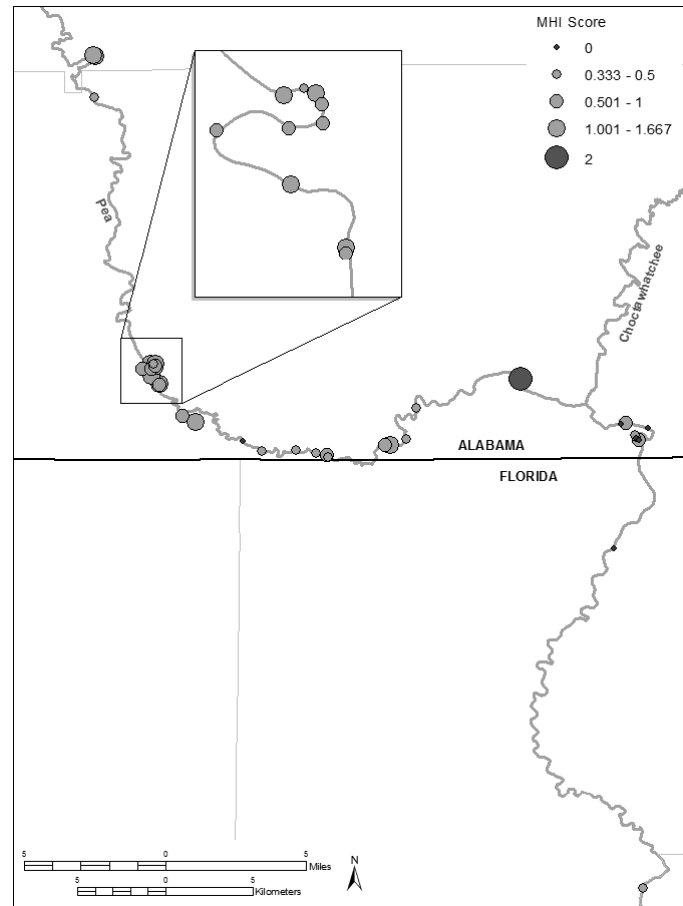 MHI Score
0
0.333 - 0.5
0.501 - 1
1.001 - 1.667
2
Pea
Choctawhatchee
ALABAMA
FLORIDA
5 0 5
Miles
5 0 5
Kilometers
N